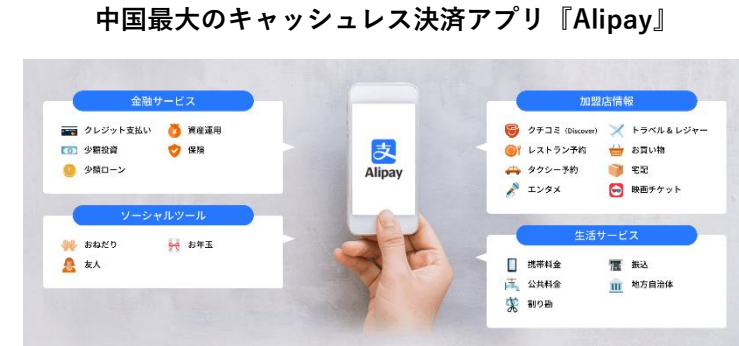 中国最大のキャッシュレス決済アプリ『Alipay』
金融サービス
クレジット支払い 資産運用
少額投資 保険
少額ローン
ソーシャルツール
おねだり お年玉
友人
支
Alipay
加盟店情報
クチコミ (Discover) トラベル＆レジャー
レストラン予約 お買い物
タクシー予約 宅配
エンタメ 映画チケット
生活サービス
携帯料金 振込
公共料金 地方自治体
割り勘